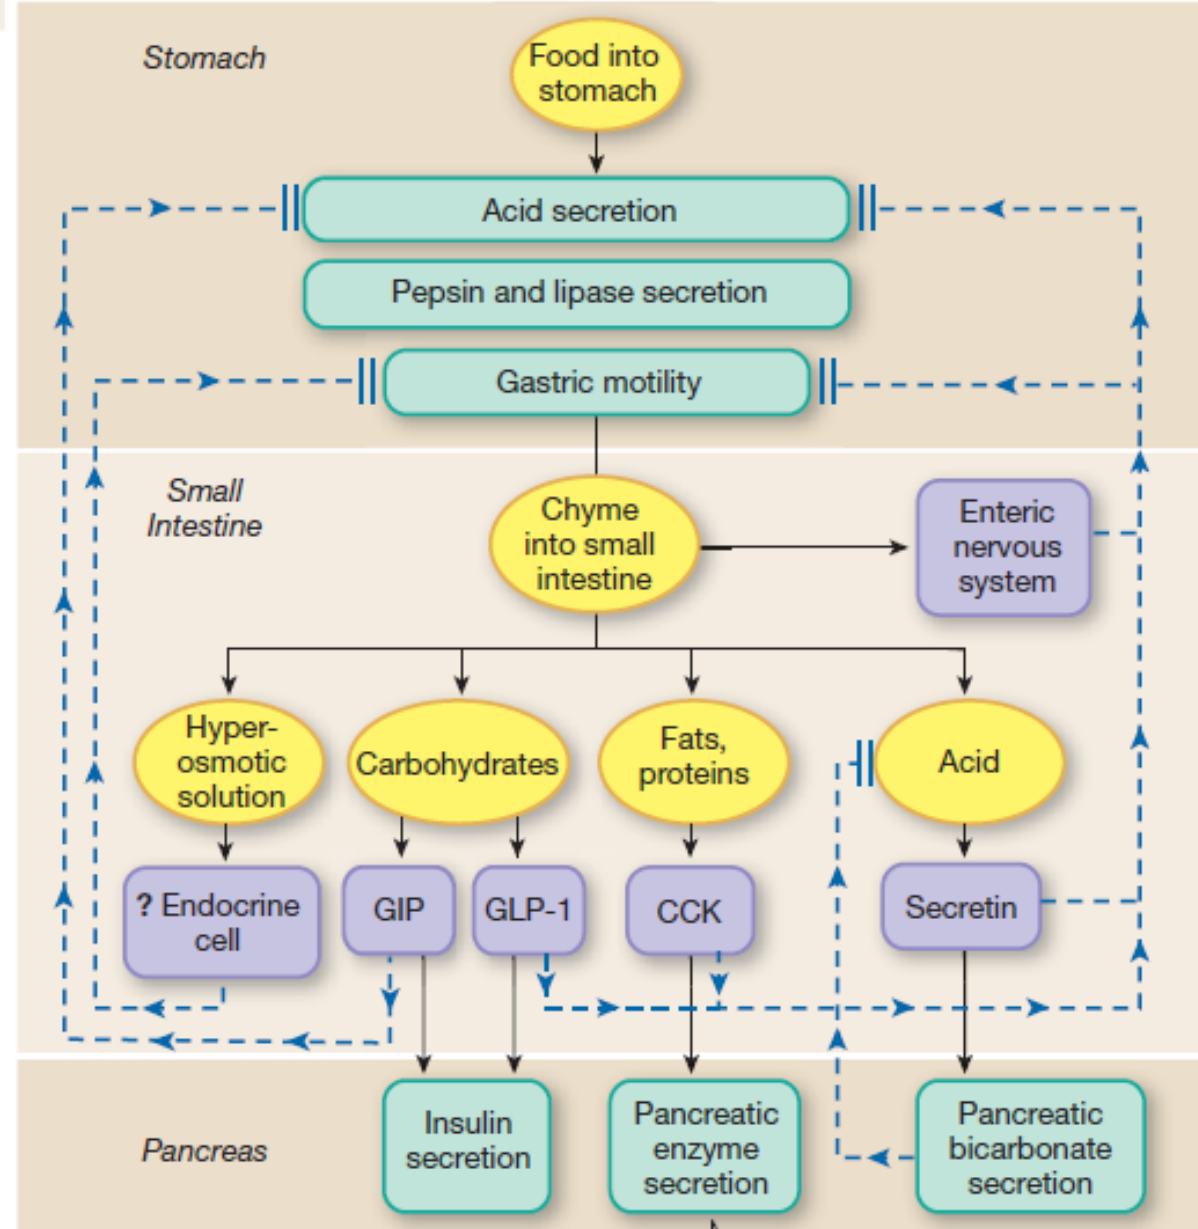 Stomach
Food into
stomach
Acid secretion
Pepsin and lipase secretion
Gastric motility
Small
Intestine
Chyme
into small
intestine
Enteric
nervous
system
Hyper-
osmotic
solution
Carbohydrates
Fats,
proteins
Acid
? Endocrine
cell
GIP
GLP-1
CCK
Secretin
Pancreas
Insulin
secretion
Pancreatic
enzyme
secretion
Pancreatic
bicarbonate
secretion